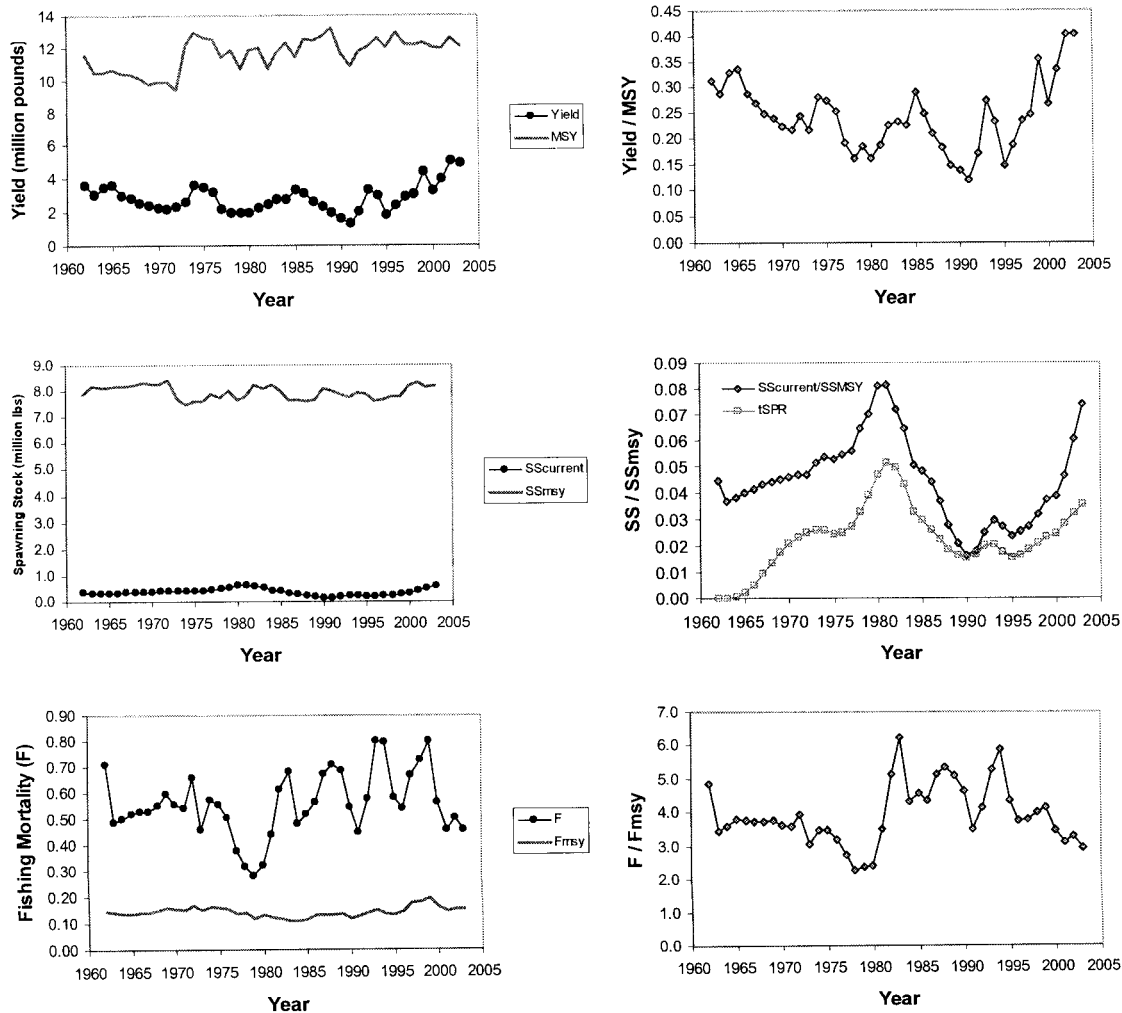 Yield (million pounds)
14
12
10
8
6
4
2
0
1960 1965 1970 1975 1980 1985 1990 1995 2000 2005
Year
Yield
MSY
Yield / MSY
0.45
0.40
0.35
0.30
0.25
0.20
0.15
0.10
0.05
0.00
1960 1965 1970 1975 1980 1985 1990 1995 2000 2005
Year
Spawning Stock (million lbs)
9.0
8.0
7.0
6.0
5.0
4.0
3.0
2.0
1.0
0.0
1960 1965 1970 1975 1980 1985 1990 1995 2000 2005
Year
SScurrent
SSmsy
SS / SSmsy
0.09
0.08
0.07
0.06
0.05
0.04
0.03
0.02
0.01
0.00
SScurrent/SSMSY
tSPR
1960 1965 1970 1975 1980 1985 1990 1995 2000 2005
Year
Fishing Mortality (F)
0.90
0.80
0.70
0.60
0.50
0.40
0.30
0.20
0.10
0.00
1960 1965 1970 1975 1980 1985 1990 1995 2000 2005
Year
F
Fmsy
F / Fmsy
7.0
6.0
5.0
4.0
3.0
2.0
1.0
0.0
1960 1965 1970 1975 1980 1985 1990 1995 2000 2005
Year